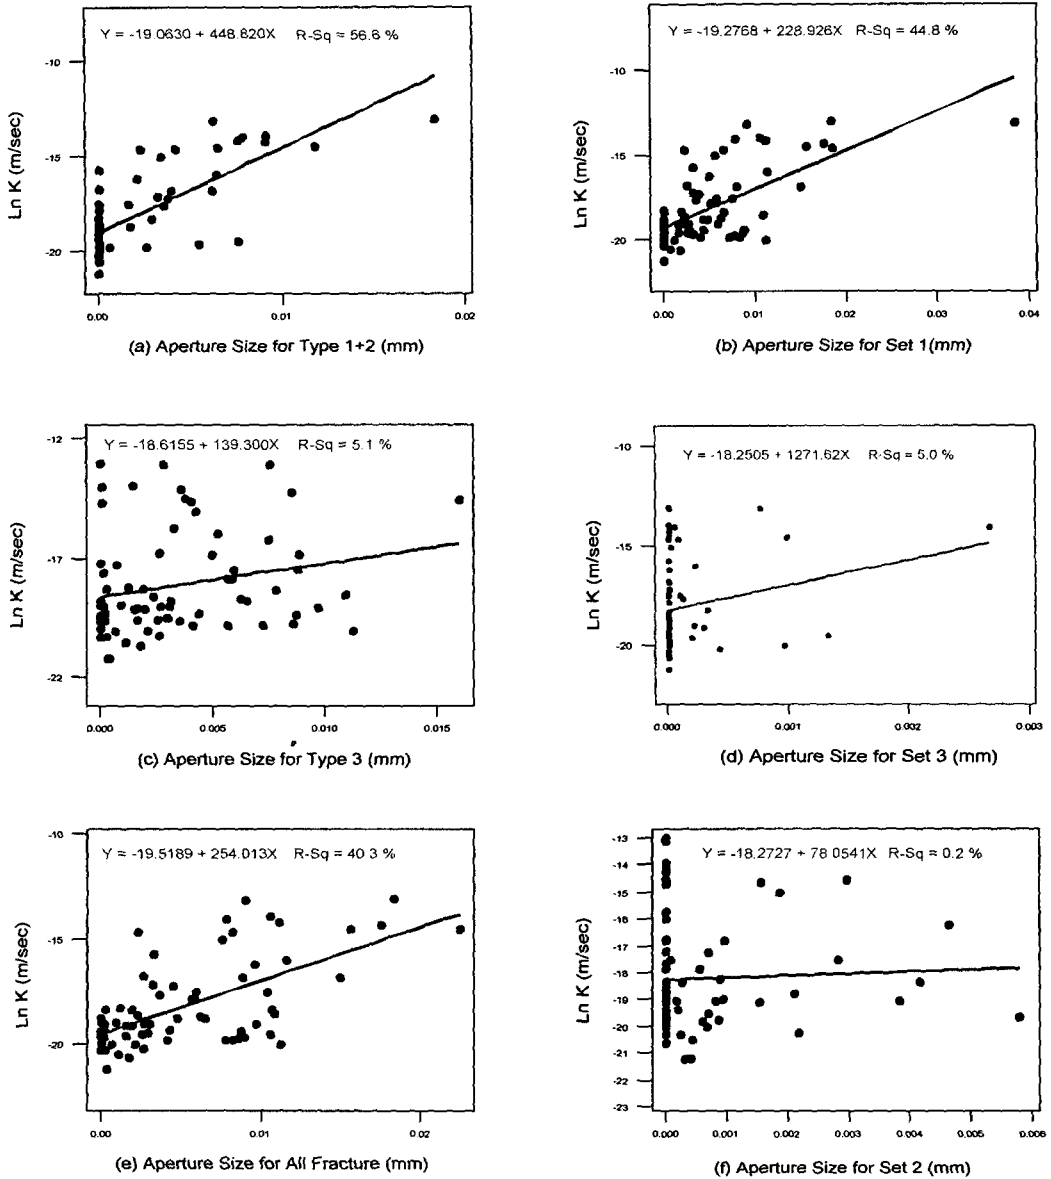 Y = -19.0630 + 448.820X R-Sq = 56.6 %
Ln K (m/sec)
-10
-15
-20
0.00 0.01 0.02
(a) Aperture Size for Type 1+2 (mm)
Y = -19.2768 + 228.926X R-Sq = 44.8 %
Ln K (m/sec)
-10
-15
-20
0.00 0.01 0.02 0.03 0.04
(b) Aperture Size for Set 1(mm)
Y = -18.6155 + 139.300X R-Sq = 5.1 %
Ln K (m/sec)
-12
-17
-22
0.000 0.005 0.010 0.015
(c) Aperture Size for Type 3 (mm)
Y = -18.2505 + 1271.62X R-Sq = 5.0 %
Ln K (m/sec)
-10
-15
-20
0.000 0.001 0.002 0.003
(d) Aperture Size for Set 3 (mm)
Y = -19.5189 + 254.013X R-Sq = 40.3 %
Ln K (m/sec)
-10
-15
-20
0.00 0.01 0.02
(e) Aperture Size for All Fracture (mm)
Y = -18.2727 + 78.0541X R-Sq = 0.2 %
Ln K (m/sec)
-13
-14
-15
-16
-17
-18
-19
-20
-21
-22
-23
0.000 0.001 0.002 0.003 0.004 0.005 0.006
(f) Aperture Size for Set 2 (mm)